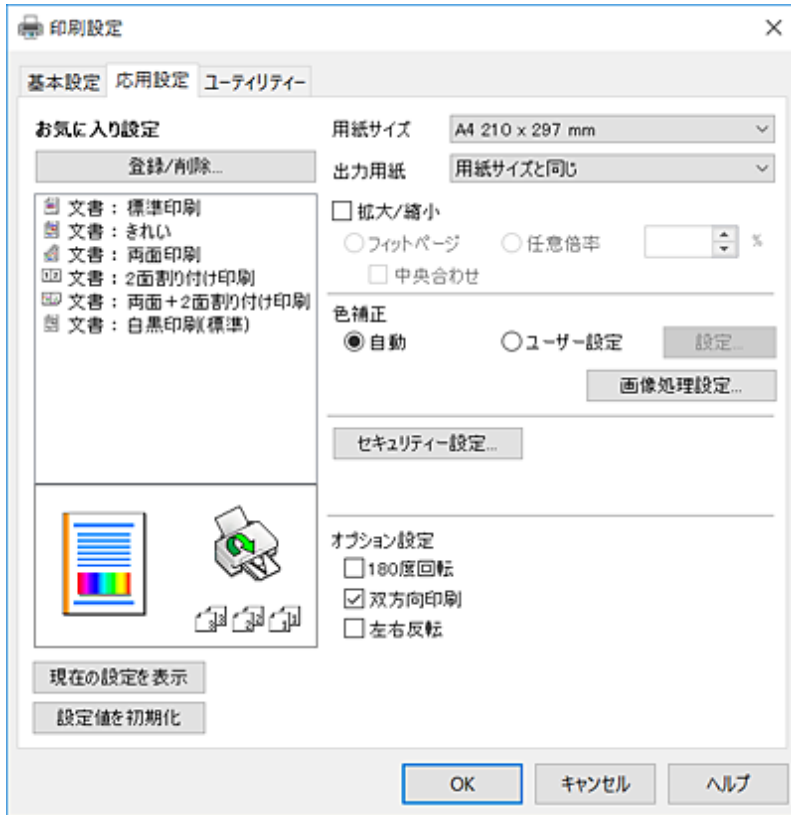 印刷設定
基本設定 応用設定 ユーティリティー
お気に入り設定
登録/削除...
文書 : 標準印刷
文書 : きれい
文書 : 両面印刷
文書 : 2面割り付け印刷
文書 : 両面+2面割り付け印刷
文書 : 白黒印刷(標準)
現在の設定を表示
設定値を初期化
用紙サイズ A4 210 x 297 mm
出力用紙 用紙サイズと同じ
拡大/縮小
フィットページ 任意倍率 %
中央合わせ
色補正
自動 ユーザー設定 設定...
画像処理設定...
セキュリティー設定...
オプション設定
180度回転
双方向印刷
左右反転
OK キャンセル ヘルプ